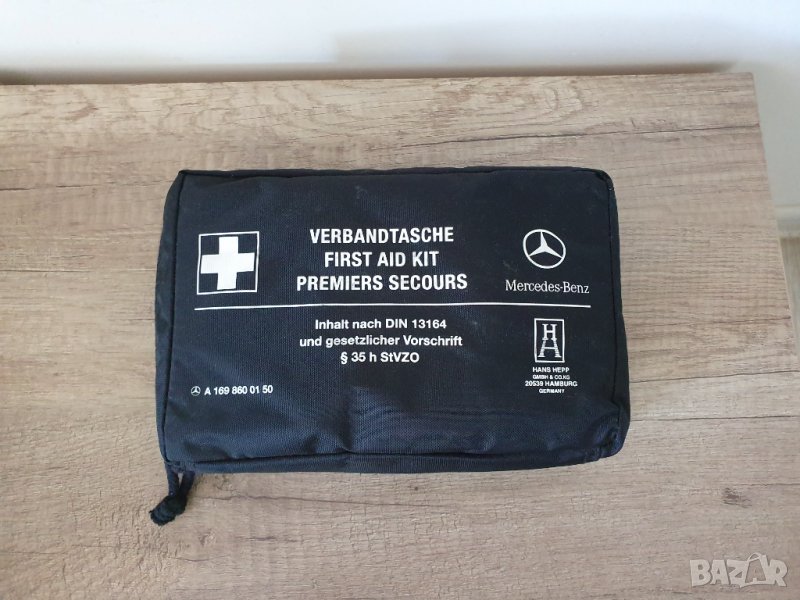 VERBANDTASCHE
FIRST AID KIT
PREMIERS SECOURS
Mercedes-Benz
Inhalt nach DIN 13164
und gesetzlicher Vorschrift
§ 35 h StVZO
A 169 860 01 50
HANS HEPP
GMBH & CO.KG
20539 HAMBURG
GERMANY
BAZAR